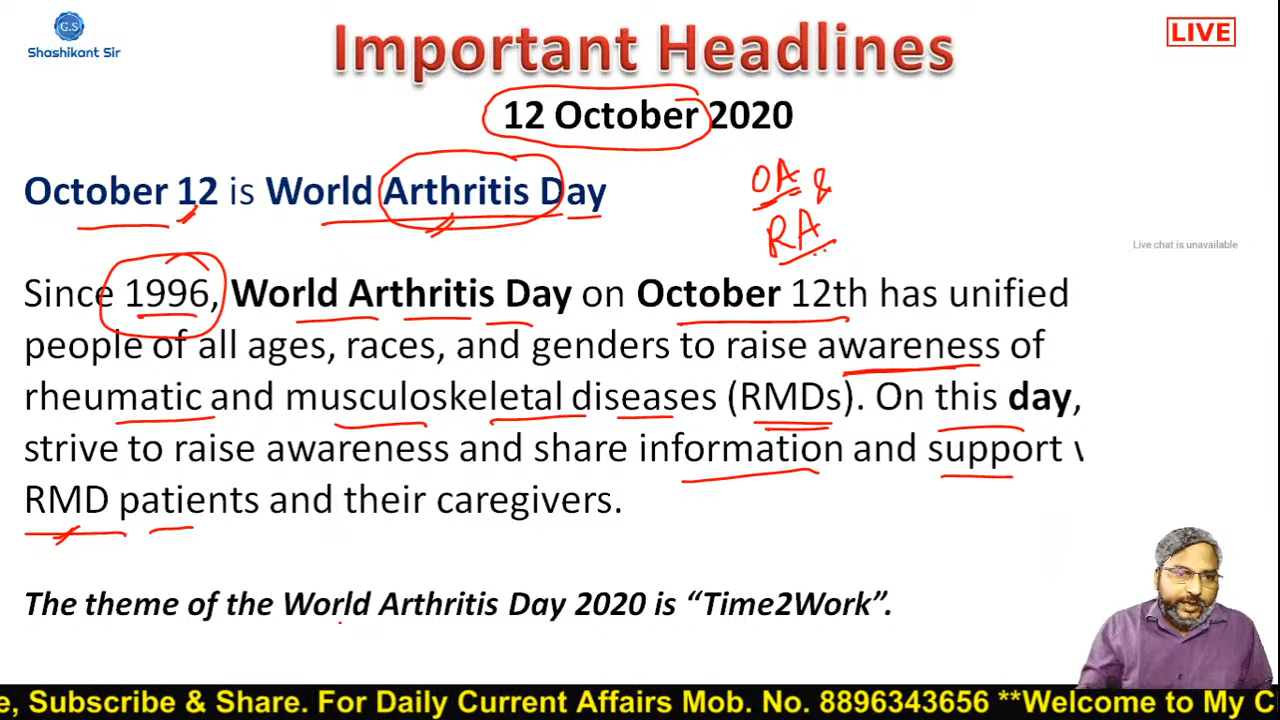 G.S
Shashikant Sir
Important Headlines
LIVE
12 October 2020
October 12 is World Arthritis Day
OA &
RA
Live chat is unavailable
Since 1996, World Arthritis Day on October 12th has unified
people of all ages, races, and genders to raise awareness of
rheumatic and musculoskeletal diseases (RMDs). On this day,
strive to raise awareness and share information and support
RMD patients and their caregivers.
The theme of the World Arthritis Day 2020 is “Time2Work”.
e, Subscribe & Share. For Daily Current Affairs Mob. No. 8896343656 **Welcome to My C